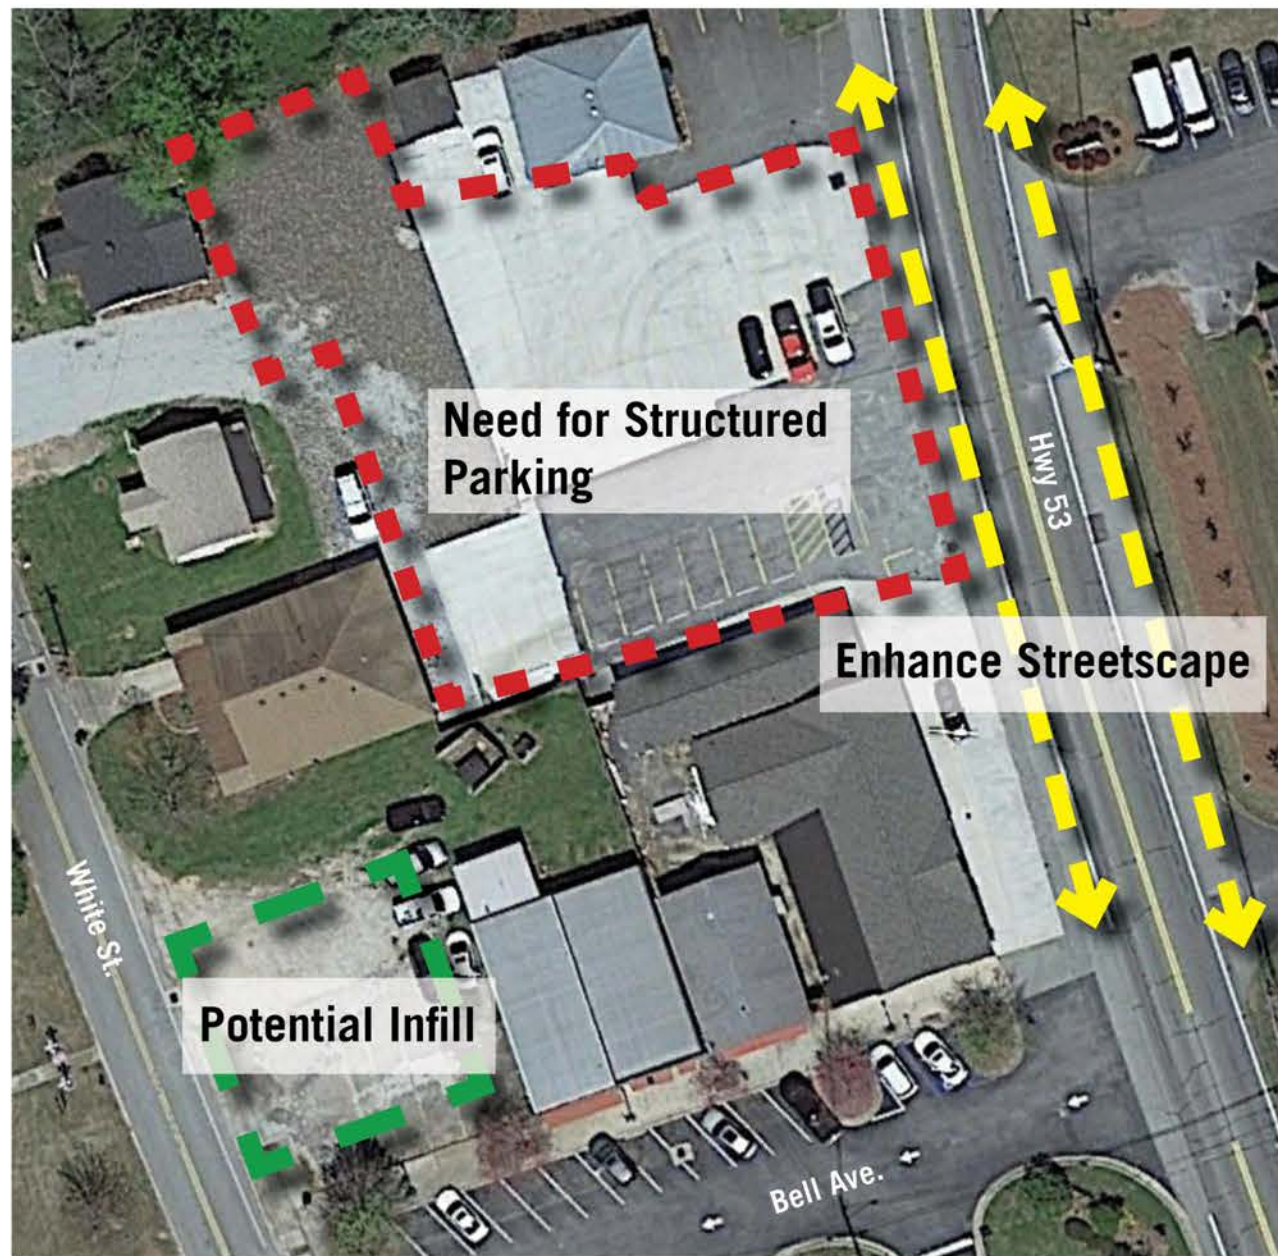 Need for Structured
Parking
Hwy 53
Enhance Streetscape
White St.
Potential Infill
Bell Ave.